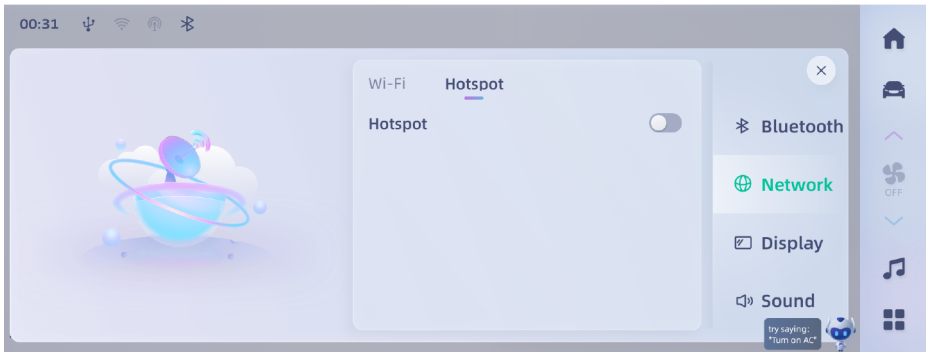 00:31
Wi-Fi Hotspot
Hotspot
Bluetooth
Network
Display
Sound
OFF
try saying:
"Turn on AC"